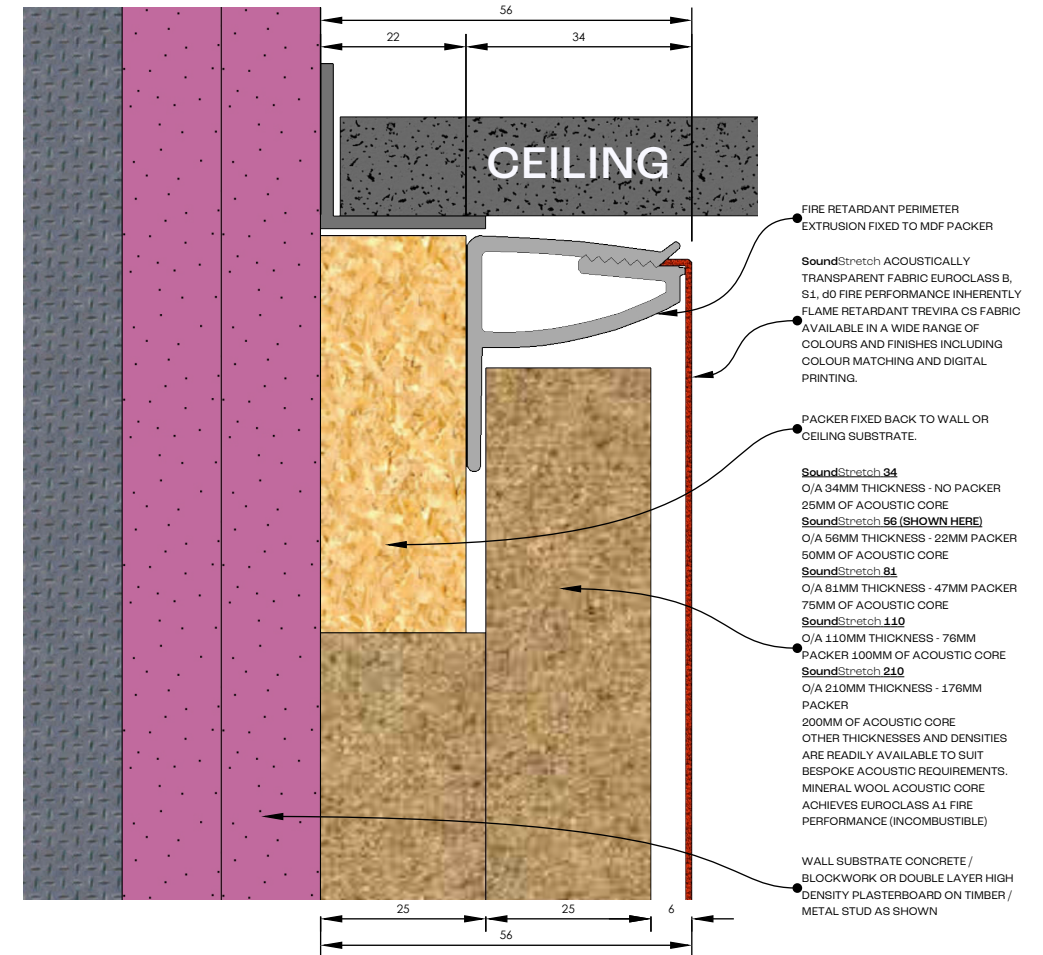 56
22
34
CEILING
FIRE RETARDANT PERIMETER
EXTRUSION FIXED TO MDF PACKER
SoundStretch ACOUSTICALLY
TRANSPARENT FABRIC EUROCLASS B,
S1, d0 FIRE PERFORMANCE INHERENTLY
FLAME RETARDANT TREVIRA CS FABRIC
AVAILABLE IN A WIDE RANGE OF
COLOURS AND FINISHES INCLUDING
COLOUR MATCHING AND DIGITAL
PRINTING.
PACKER FIXED BACK TO WALL OR
CEILING SUBSTRATE.
SoundStretch 34
O/A 34MM THICKNESS - NO PACKER
25MM OF ACOUSTIC CORE
SoundStretch 56 (SHOWN HERE)
O/A 56MM THICKNESS - 22MM PACKER
50MM OF ACOUSTIC CORE
SoundStretch 81
O/A 81MM THICKNESS - 47MM PACKER
75MM OF ACOUSTIC CORE
SoundStretch 110
O/A 110MM THICKNESS - 76MM
PACKER 100MM OF ACOUSTIC CORE
SoundStretch 210
O/A 210MM THICKNESS - 176MM
PACKER
200MM OF ACOUSTIC CORE
OTHER THICKNESSES AND DENSITIES
ARE READILY AVAILABLE TO SUIT
BESPOKE ACOUSTIC REQUIREMENTS.
MINERAL WOOL ACOUSTIC CORE
ACHIEVES EUROCLASS A1 FIRE
PERFORMANCE (INCOMBUSTIBLE)
WALL SUBSTRATE CONCRETE /
BLOCKWORK OR DOUBLE LAYER HIGH
DENSITY PLASTERBOARD ON TIMBER /
METAL STUD AS SHOWN
25
25
6
56